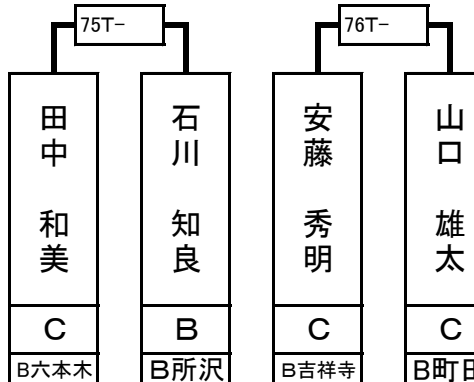 75T−
76T−
田中 和美
石川 知良
安藤 秀明
山口 雄太
C
B
C
C
B六本木
B所沢
B吉祥寺
B町田